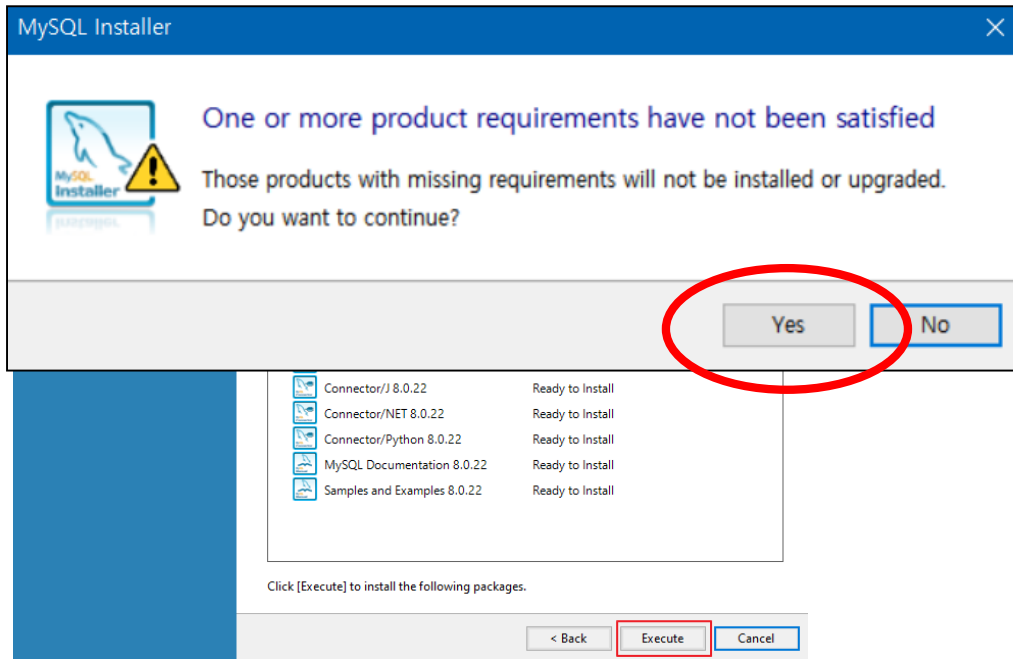 MySQL Installer
One or more product requirements have not been satisfied
Those products with missing requirements will not be installed or upgraded.
Do you want to continue?
MySQL
Installer
Yes
No
Connector/J 8.0.22 Ready to Install
Connector/NET 8.0.22 Ready to Install
Connector/Python 8.0.22 Ready to Install
MySQL Documentation 8.0.22 Ready to Install
Samples and Examples 8.0.22 Ready to Install
Click [Execute] to install the following packages.
< Back
Execute
Cancel